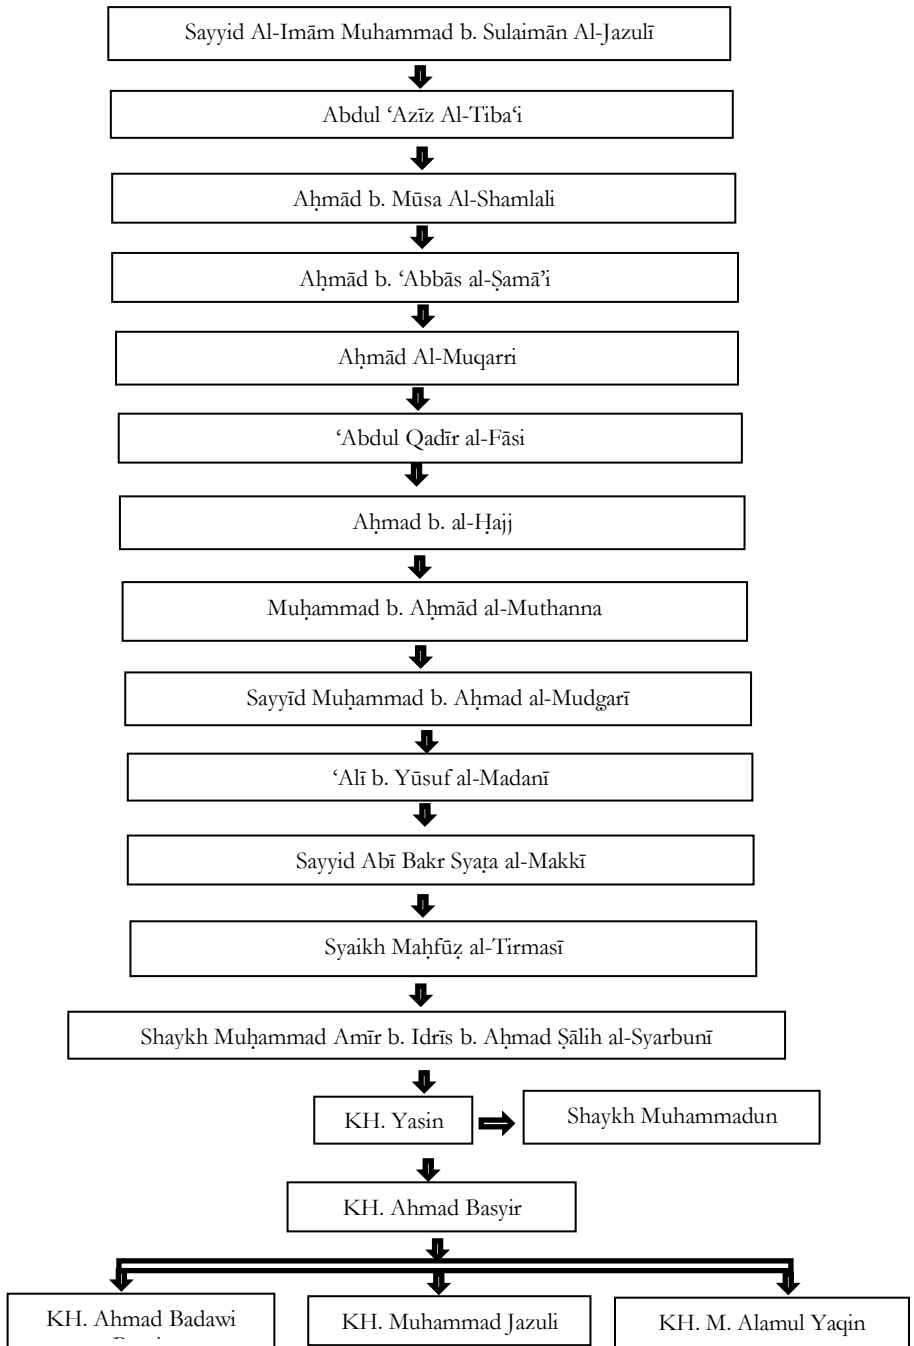 Sayyid Al-Imām Muhammad b. Sulaimān Al-Jazulī
Abdul ‘Azīz Al-Tiba‘i
Aḥmād b. Mūsa Al-Shamlali
Aḥmād b. ‘Abbās al-Ṣamā’i
Aḥmād Al-Muqarri
‘Abdul Qadīr al-Fāsi
Aḥmad b. al-Ḥajj
Muḥammad b. Aḥmād al-Muthanna
Sayyīd Muḥammad b. Aḥmad al-Mudgarī
‘Alī b. Yūsuf al-Madanī
Sayyid Abī Bakr Syaṭa al-Makkī
Syaikh Maḥfūẓ al-Tirmasī
Shaykh Muḥammad Amīr b. Idrīs b. Aḥmad Ṣālih al-Syarbunī
KH. Yasin
Shaykh Muhammadun
KH. Ahmad Basyir
KH. Ahmad Badawi
KH. Muhammad Jazuli
KH. M. Alamul Yaqin